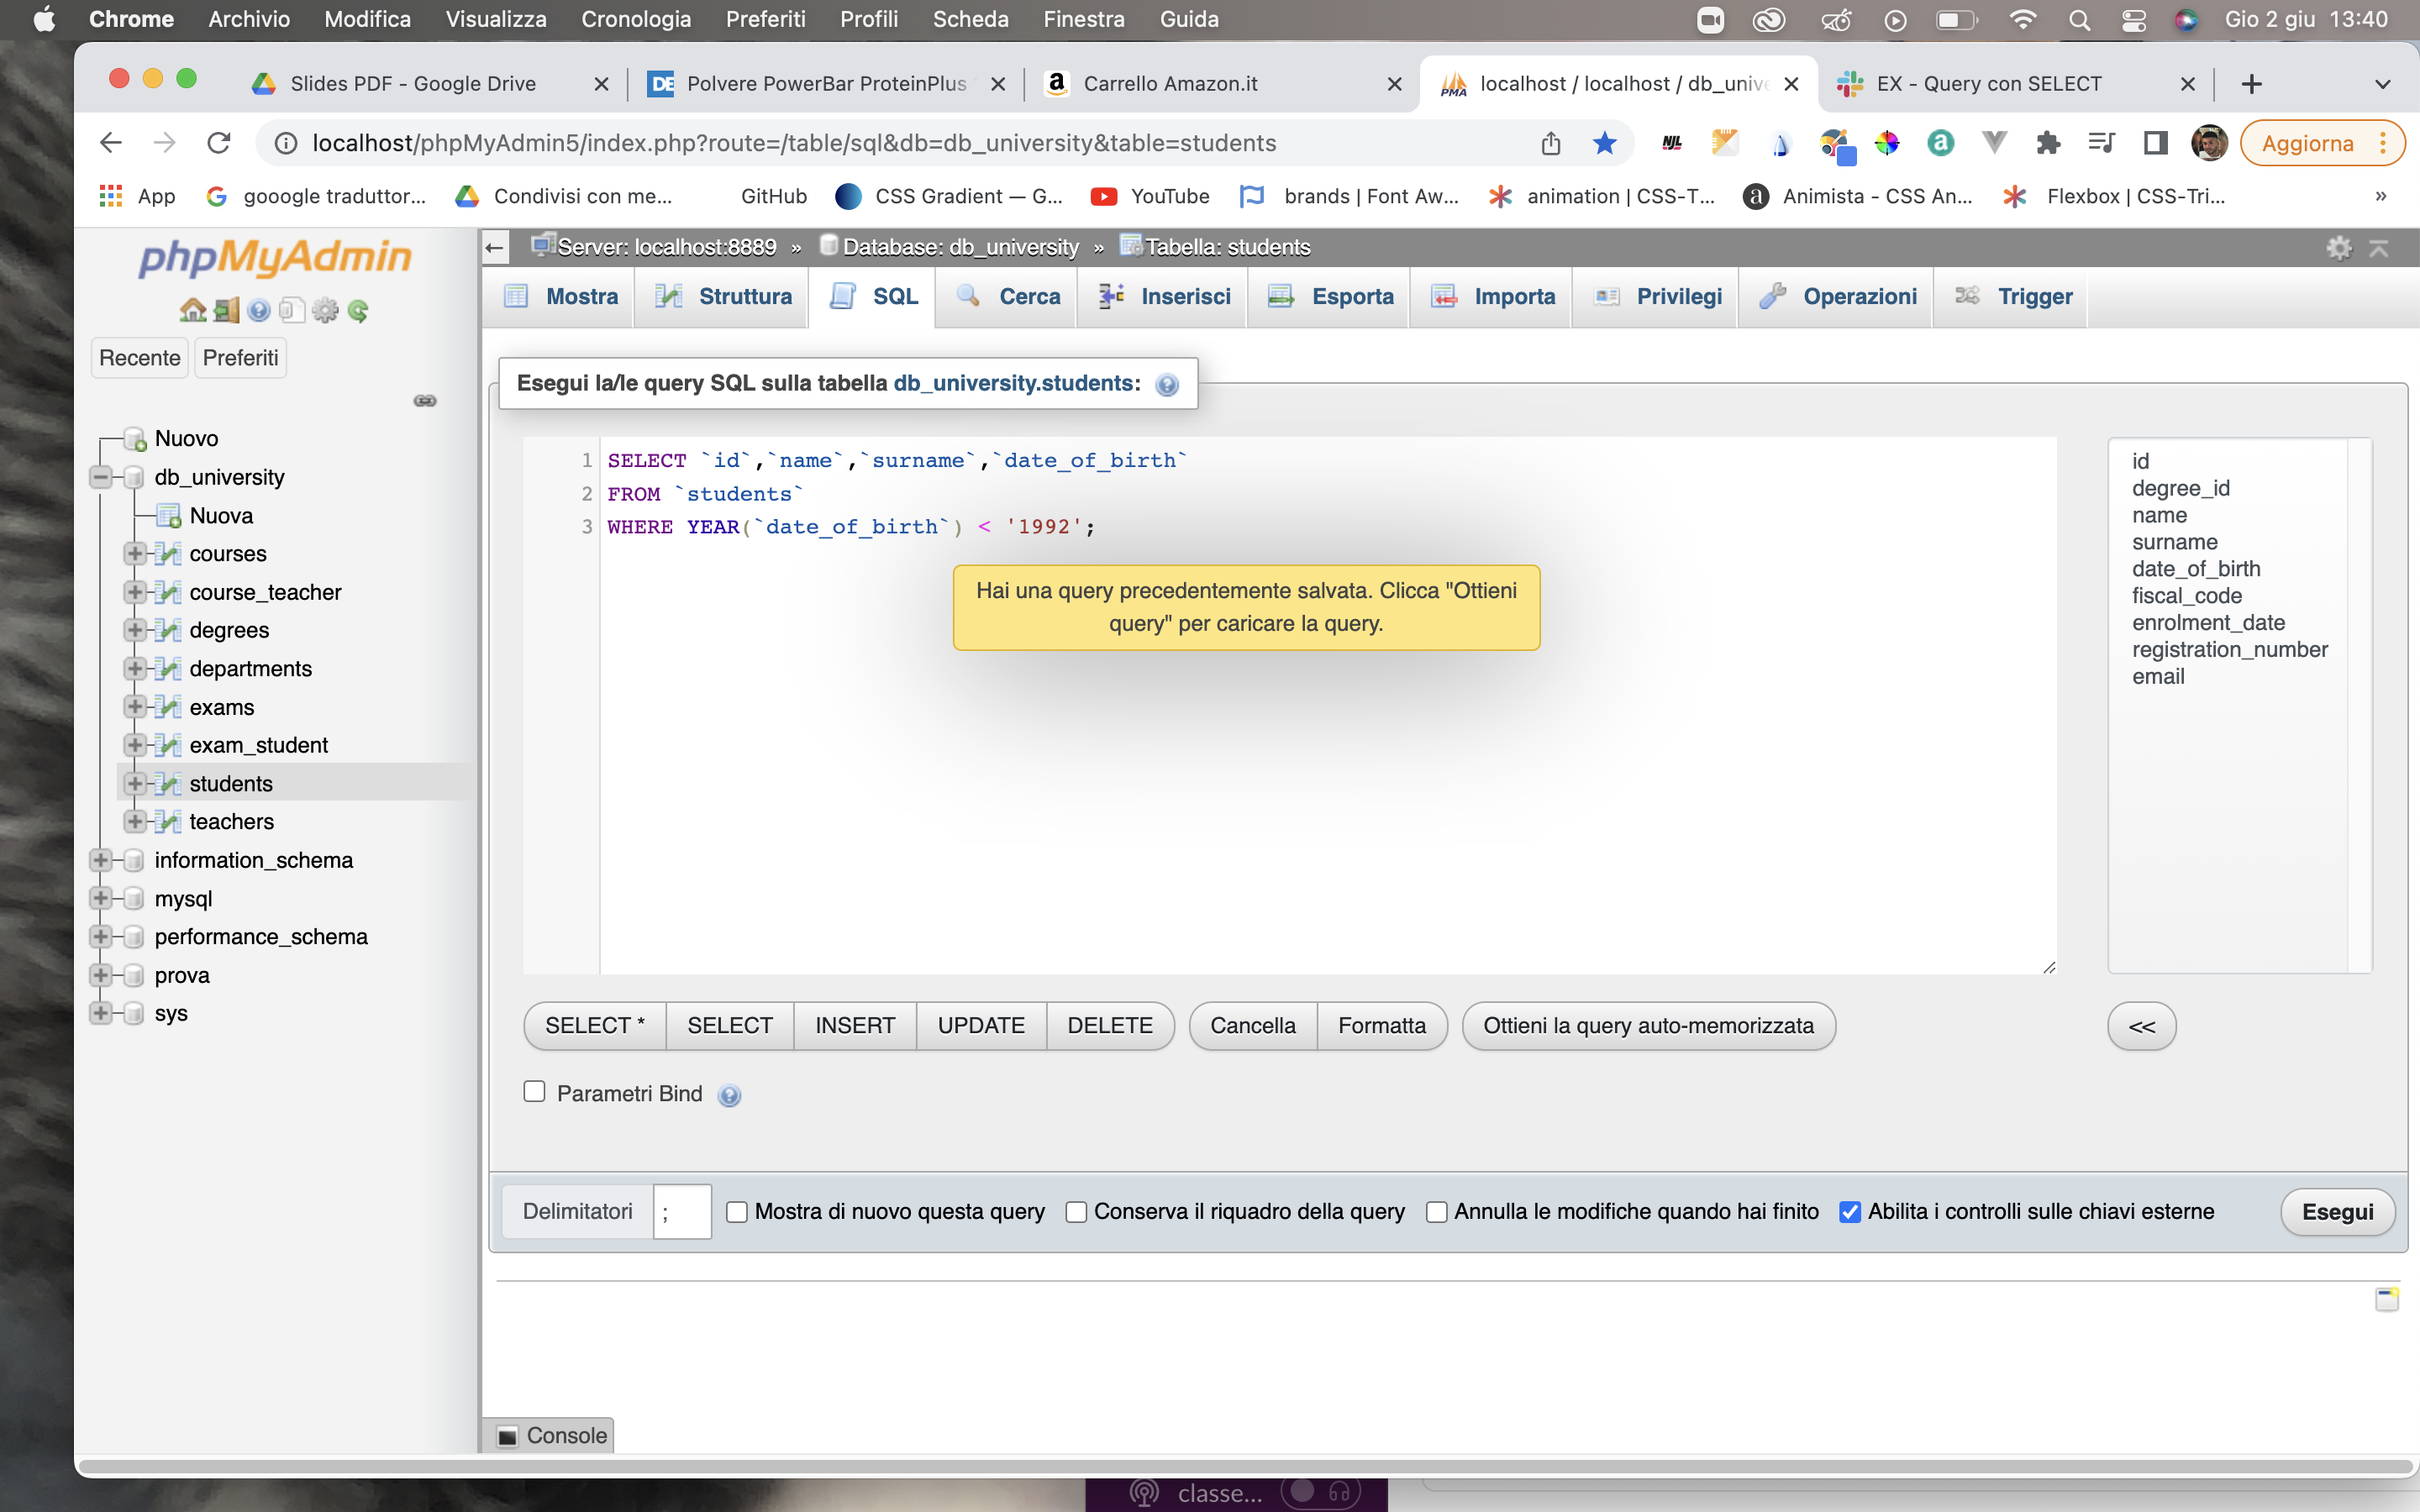 Chrome Archivio Modifica Visualizza Cronologia Preferiti Profili Scheda Finestra Guida Gio 2 giu 13:40
Slides PDF - Google Drive DE Polvere PowerBar ProteinPlus Carrello Amazon.it localhost / localhost / db_unive EX - Query con SELECT
localhost/phpMyAdmin5/index.php?route=/table/sql&db=db_university&table=students Aggiorna
App gooogle traduttor... Condivisi con me... GitHub CSS Gradient — G... YouTube brands | Font Aw... animation | CSS-T... Animista - CSS An... Flexbox | CSS-Tri... »
phpMyAdmin
Recente Preferiti
Nuovo
db_university
Nuova
courses
course_teacher
degrees
departments
exams
exam_student
students
teachers
information_schema
mysql
performance_schema
prova
sys
Server: localhost:8889 » Database: db_university » Tabella: students
Mostra Struttura SQL Cerca Inserisci Esporta Importa Privilegi Operazioni Trigger
Esegui la/le query SQL sulla tabella db_university.students:
1 SELECT `id`,`name`,`surname`,`date_of_birth`
2 FROM `students`
3 WHERE YEAR(`date_of_birth`) < '1992';
Hai una query precedentemente salvata. Clicca "Ottieni
query" per caricare la query.
id
degree_id
name
surname
date_of_birth
fiscal_code
enrolment_date
registration_number
email
SELECT * SELECT INSERT UPDATE DELETE Cancella Formatta Ottieni la query auto-memorizzata <<
Parametri Bind
Delimitatori ; Mostra di nuovo questa query Conserva il riquadro della query Annulla le modifiche quando hai finito Abilita i controlli sulle chiavi esterne Esegui
Console
classe...